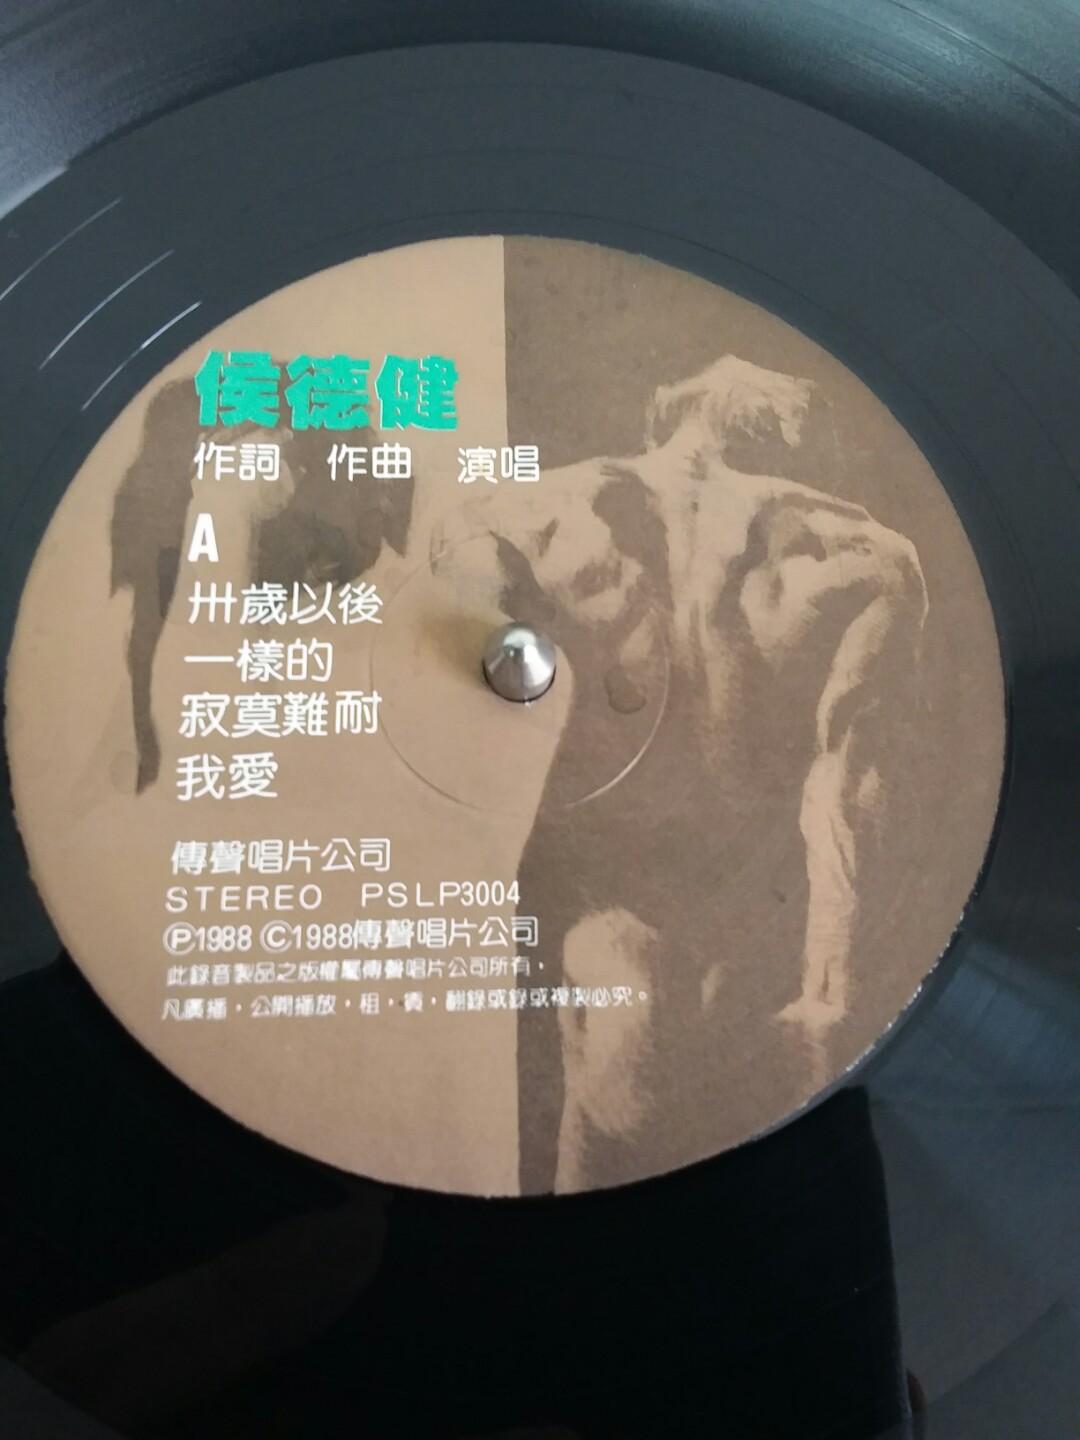 侯德健
作詞 作曲 演唱
A
卅歲以後
一樣的
寂寞難耐
我愛
傳聲唱片公司
STEREO PSLP3004
Ⓟ1988 Ⓒ1988傳聲唱片公司
此錄音製品之版權屬傳聲唱片公司所有，
凡廣播，公開播放，租，賃，翻錄或錄或複製必究。